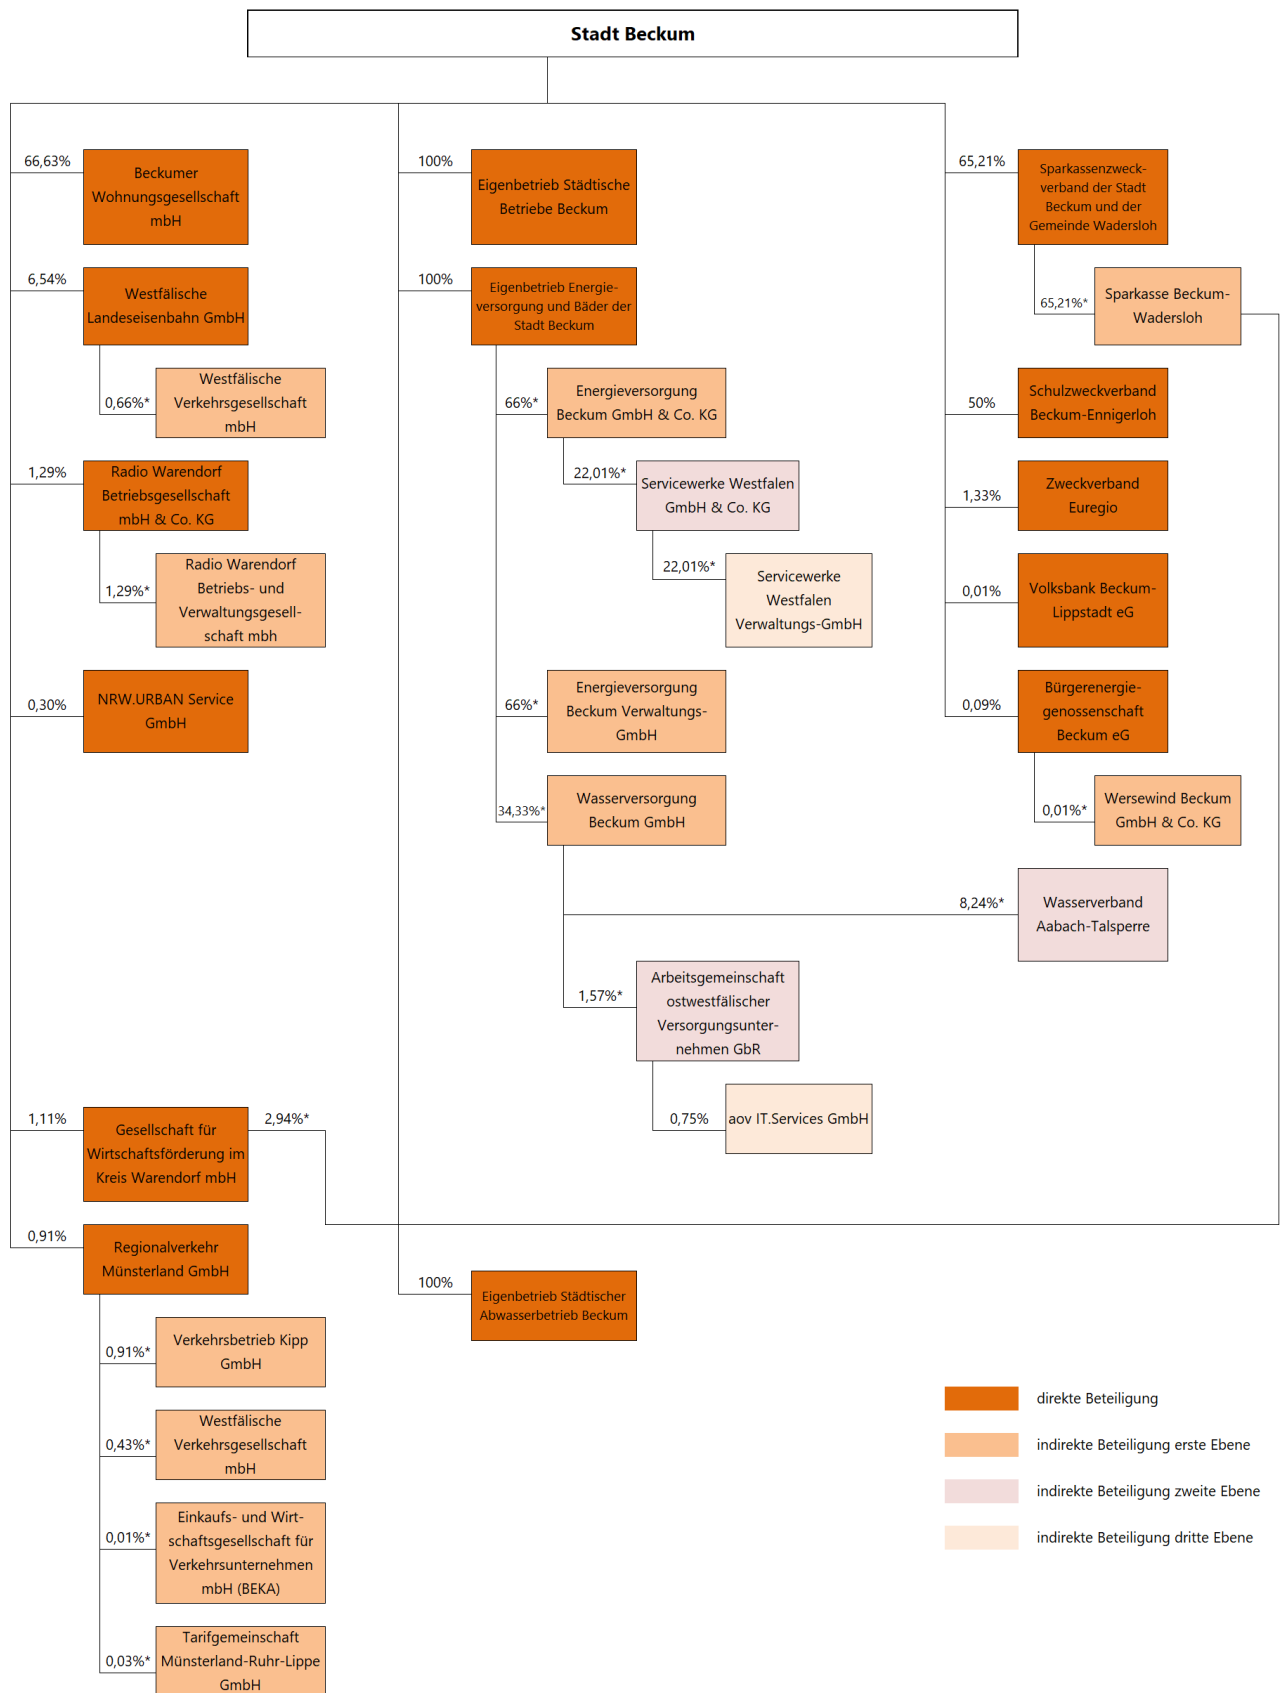 Stadt Beckum
66,63%
Beckumer
Wohnungsgesellschaft
mbH
6,54%
Westfälische
Landeseisenbahn GmbH
0,66%*
Westfälische
Verkehrsgesellschaft
mbH
1,29%
Radio Warendorf
Betriebsgesellschaft
mbH & Co. KG
1,29%*
Radio Warendorf
Betriebs- und
Verwaltungsgesell-
schaft mbh
0,30%
NRW.URBAN Service
GmbH
1,11%
Gesellschaft für
Wirtschaftsförderung im
Kreis Warendorf mbH
2,94%*
0,91%
Regionalverkehr
Münsterland GmbH
0,91%*
Verkehrsbetrieb Kipp
GmbH
0,43%*
Westfälische
Verkehrsgesellschaft
mbH
0,01%*
Einkaufs- und Wirt-
schaftsgesellschaft für
Verkehrsunternehmen
mbH (BEKA)
0,03%*
Tarifgemeinschaft
Münsterland-Ruhr-Lippe
GmbH
100%
Eigenbetrieb Städtische
Betriebe Beckum
100%
Eigenbetrieb Energie-
versorgung und Bäder der
Stadt Beckum
66%*
Energieversorgung
Beckum GmbH & Co. KG
22,01%*
Servicewerke Westfalen
GmbH & Co. KG
22,01%*
Servicewerke
Westfalen
Verwaltungs-GmbH
66%*
Energieversorgung
Beckum Verwaltungs-
GmbH
34,33%*
Wasserversorgung
Beckum GmbH
8,24%*
Wasserverband
Aabach-Talsperre
1,57%*
Arbeitsgemeinschaft
ostwestfälischer
Versorgungsunter-
nehmen GbR
0,75%
aov IT.Services GmbH
100%
Eigenbetrieb Städtischer
Abwasserbetrieb Beckum
65,21%
Sparkassenzweck-
verband der Stadt
Beckum und der
Gemeinde Wadersloh
65,21%*
Sparkasse Beckum-
Wadersloh
50%
Schulzweckverband
Beckum-Ennigerloh
1,33%
Zweckverband
Euregio
0,01%
Volksbank Beckum-
Lippstadt eG
0,09%
Bürgerenergie-
genossenschaft
Beckum eG
0,01%*
Wersewind Beckum
GmbH & Co. KG
direkte Beteiligung
indirekte Beteiligung erste Ebene
indirekte Beteiligung zweite Ebene
indirekte Beteiligung dritte Ebene